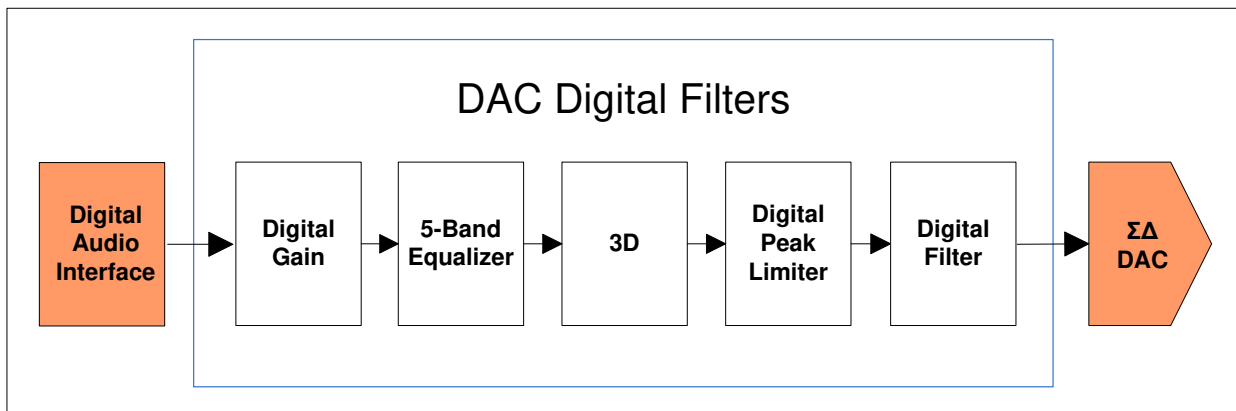 DAC Digital Filters
Digital
Audio
Interface
Digital
Gain
5-Band
Equalizer
3D
Digital
Peak
Limiter
Digital
Filter
ΣΔ
DAC